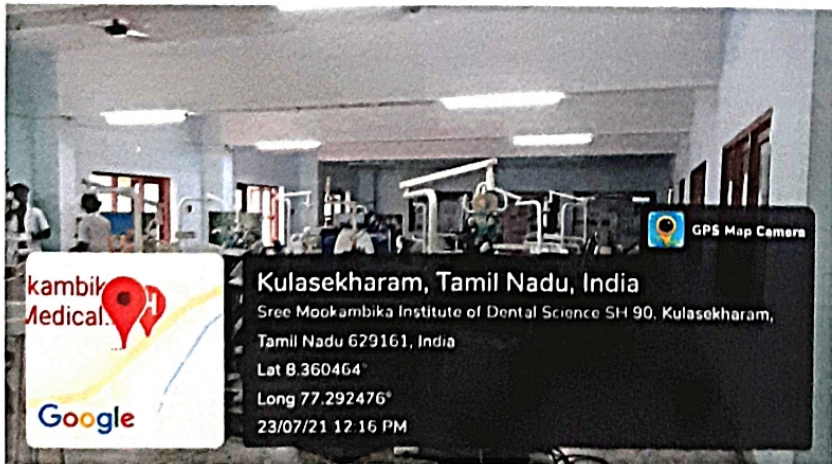 GPS Map Camera
kambik
Medical.
H
Google
Kulasekharam, Tamil Nadu, India
Sree Mookambika Institute of Dental Science SH 90, Kulasekharam,
Tamil Nadu 629161, India
Lat 8.360464°
Long 77.292476°
23/07/21 12:16 PM